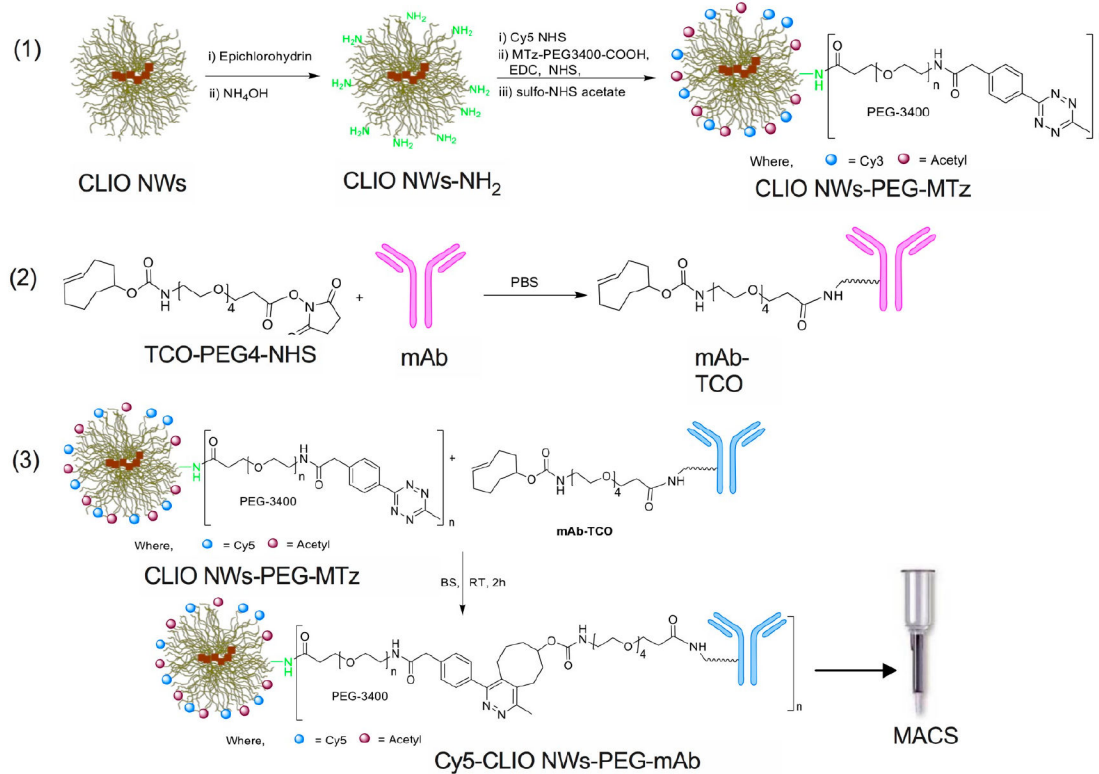 (1)
i) Epichlorohydrin
ii) NH4OH
NH2
NH2
H2N
NH2
H2N
H2N
NH2
NH2
H2N
NH2
NH2
i) Cy5 NHS
ii) MTz-PEG3400-COOH,
EDC, NHS,
iii) sulfo-NHS acetate
N
H
O
O
n
H
N
O
PEG-3400
N
N
N
N
Where, = Cy3 = Acetyl
CLIO NWs
CLIO NWs-NH2
CLIO NWs-PEG-MTz
(2)
O
O
N
H
O
4
O
O
N
O
O
+
PBS
O
O
N
H
O
4
O
NH
TCO-PEG4-NHS
mAb
mAb-
TCO
(3)
N
H
O
O
n
H
N
O
PEG-3400
N
N
N
N
n
+
O
O
N
H
O
4
O
NH
mAb-TCO
Where, = Cy5 = Acetyl
CLIO NWs-PEG-MTz
BS, RT, 2h
N
H
O
O
n
H
N
O
PEG-3400
N
N
O
O
H
N
O
4
O
NH
n
Where, = Cy5 = Acetyl
Cy5-CLIO NWs-PEG-mAb
MACS